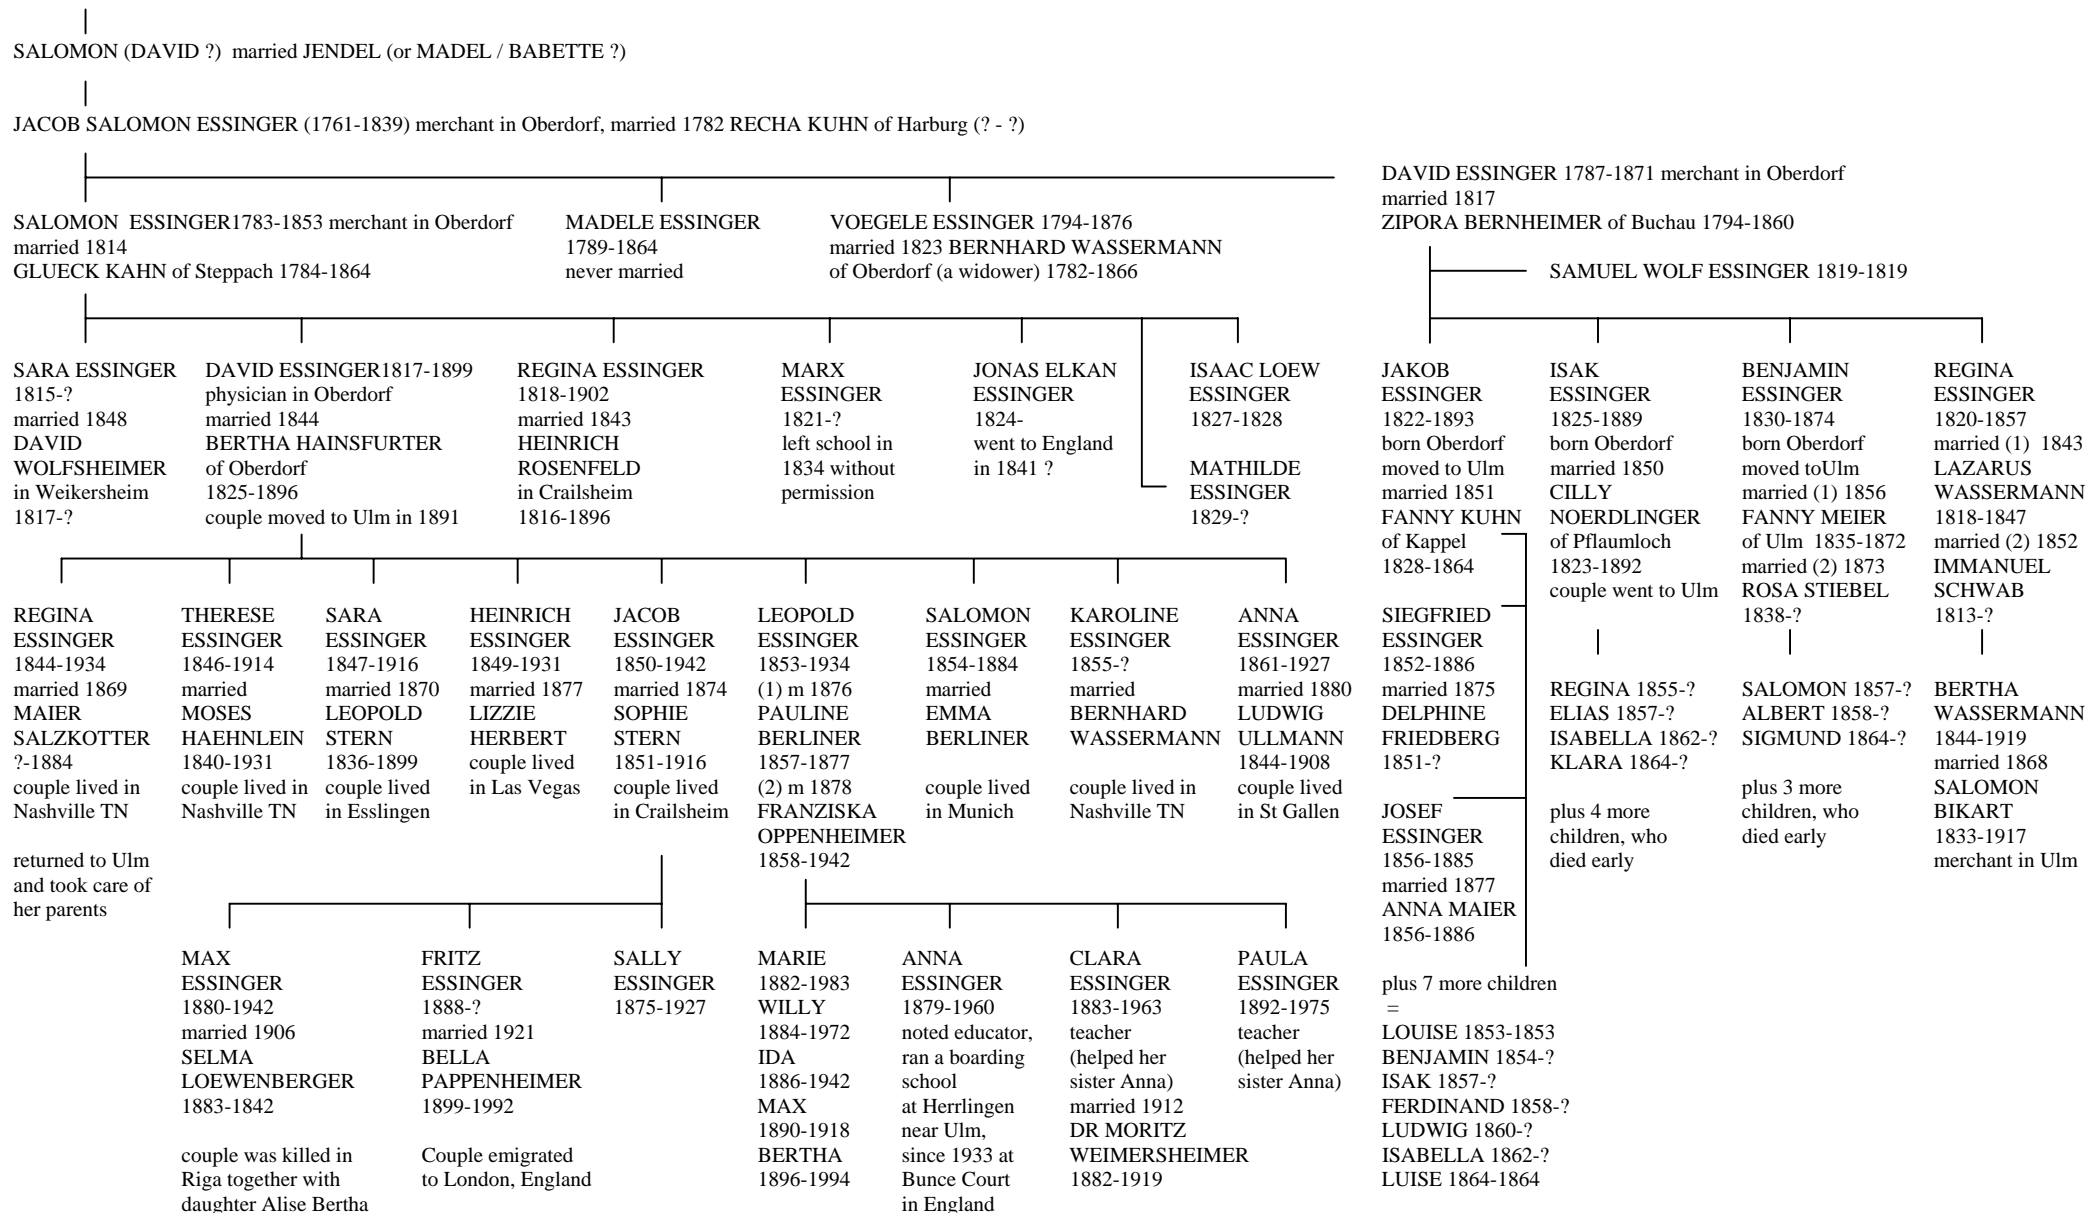 SALOMON (DAVID ?) married JENDEL (or MADEL / BABETTE ?)
JACOB SALOMON ESSINGER (1761-1839) merchant in Oberdorf, married 1782 RECHA KUHN of Harburg (? - ?)
SALOMON ESSINGER1783-1853 merchant in Oberdorf
married 1814
GLUECK KAHN of Steppach 1784-1864
MADELE ESSINGER
1789-1864
never married
VOEGELE ESSINGER 1794-1876
married 1823 BERNHARD WASSERMANN
of Oberdorf (a widower) 1782-1866
DAVID ESSINGER 1787-1871 merchant in Oberdorf
married 1817
ZIPORA BERNHEIMER of Buchau 1794-1860
SAMUEL WOLF ESSINGER 1819-1819
SARA ESSINGER
1815-?
married 1848
DAVID
WOLFSHEIMER
in Weikersheim
1817-?
DAVID ESSINGER1817-1899
physician in Oberdorf
married 1844
BERTHA HAINSFURTER
of Oberdorf
1825-1896
couple moved to Ulm in 1891
REGINA ESSINGER
1818-1902
married 1843
HEINRICH
ROSENFELD
in Crailsheim
1816-1896
MARX
ESSINGER
1821-?
left school in
1834 without
permission
JONAS ELKAN
ESSINGER
1824-
went to England
in 1841 ?
ISAAC LOEW
ESSINGER
1827-1828
MATHILDE
ESSINGER
1829-?
JAKOB
ESSINGER
1822-1893
born Oberdorf
moved to Ulm
married 1851
FANNY KUHN
of Kappel
1828-1864
ISAK
ESSINGER
1825-1889
born Oberdorf
married 1850
CILLY
NOERDLINGER
of Pflaumloch
1823-1892
couple went to Ulm
BENJAMIN
ESSINGER
1830-1874
born Oberdorf
moved toUlm
married (1) 1856
FANNY MEIER
of Ulm 1835-1872
married (2) 1873
ROSA STIEBEL
1838-?
REGINA
ESSINGER
1820-1857
married (1) 1843
LAZARUS
WASSERMANN
1818-1847
married (2) 1852
IMMANUEL
SCHWAB
1813-?
REGINA
ESSINGER
1844-1934
married 1869
MAIER
SALZKOTTER
?-1884
couple lived in
Nashville TN
returned to Ulm
and took care of
her parents
THERESE
ESSINGER
1846-1914
married
MOSES
HAEHNLEIN
1840-1931
couple lived in
Nashville TN
SARA
ESSINGER
1847-1916
married 1870
LEOPOLD
STERN
1836-1899
couple lived
in Esslingen
HEINRICH
ESSINGER
1849-1931
married 1877
LIZZIE
HERBERT
couple lived
in Las Vegas
JACOB
ESSINGER
1850-1942
married 1874
SOPHIE
STERN
1851-1916
couple lived
in Crailsheim
LEOPOLD
ESSINGER
1853-1934
(1) m 1876
PAULINE
BERLINER
1857-1877
(2) m 1878
FRANZISKA
OPPENHEIMER
1858-1942
SALOMON
ESSINGER
1854-1884
married
EMMA
BERLINER
couple lived
in Munich
KAROLINE
ESSINGER
1855-?
married
BERNHARD
WASSERMANN
couple lived in
Nashville TN
ANNA
ESSINGER
1861-1927
married 1880
LUDWIG
ULLMANN
1844-1908
couple lived
in St Gallen
SIEGFRIED
ESSINGER
1852-1886
married 1875
DELPHINE
FRIEDBERG
1851-?
JOSEF
ESSINGER
1856-1885
married 1877
ANNA MAIER
1856-1886
plus 7 more children
=
LOUISE 1853-1853
BENJAMIN 1854-?
ISAK 1857-?
FERDINAND 1858-?
LUDWIG 1860-?
ISABELLA 1862-?
LUISE 1864-1864
REGINA 1855-?
ELIAS 1857-?
ISABELLA 1862-?
KLARA 1864-?
plus 4 more
children, who
died early
SALOMON 1857-?
ALBERT 1858-?
SIGMUND 1864-?
plus 3 more
children, who
died early
BERTHA
WASSERMANN
1844-1919
married 1868
SALOMON
BIKART
1833-1917
merchant in Ulm
MAX
ESSINGER
1880-1942
married 1906
SELMA
LOEWENBERGER
1883-1842
couple was killed in
Riga together with
daughter Alise Bertha
FRITZ
ESSINGER
1888-?
married 1921
BELLA
PAPPENHEIMER
1899-1992
Couple emigrated
to London, England
SALLY
ESSINGER
1875-1927
MARIE
1882-1983
WILLY
1884-1972
IDA
1886-1942
MAX
1890-1918
BERTHA
1896-1994
ANNA
ESSINGER
1879-1960
noted educator,
ran a boarding
school
at Herrlingen
near Ulm,
since 1933 at
Bunce Court
in England
CLARA
ESSINGER
1883-1963
teacher
(helped her
sister Anna)
married 1912
DR MORITZ
WEIMERSHEIMER
1882-1919
PAULA
ESSINGER
1892-1975
teacher
(helped her
sister Anna)